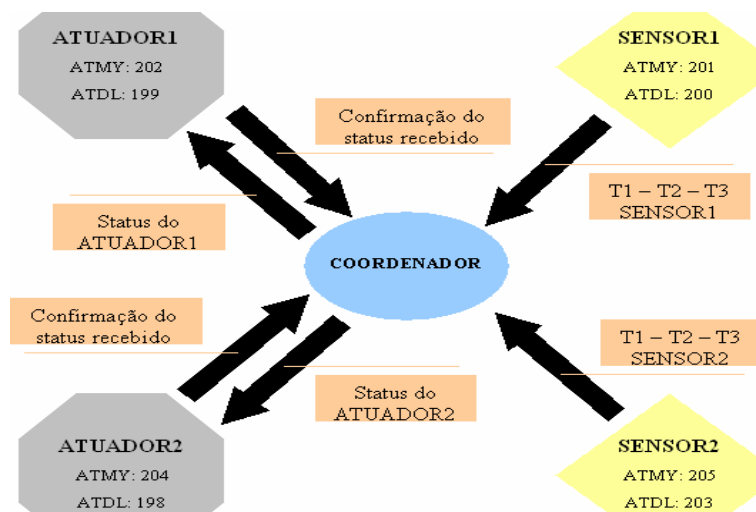 ATUADOR1
ATMY: 202
ATDL: 199
SENSOR1
ATMY: 201
ATDL: 200
Confirmação do
status recebido
T1 – T2 – T3
SENSOR1
Status do
ATUADOR1
COORDENADOR
Confirmação do
status recebido
T1 – T2 – T3
SENSOR2
Status do
ATUADOR2
ATUADOR2
ATMY: 204
ATDL: 198
SENSOR2
ATMY: 205
ATDL: 203